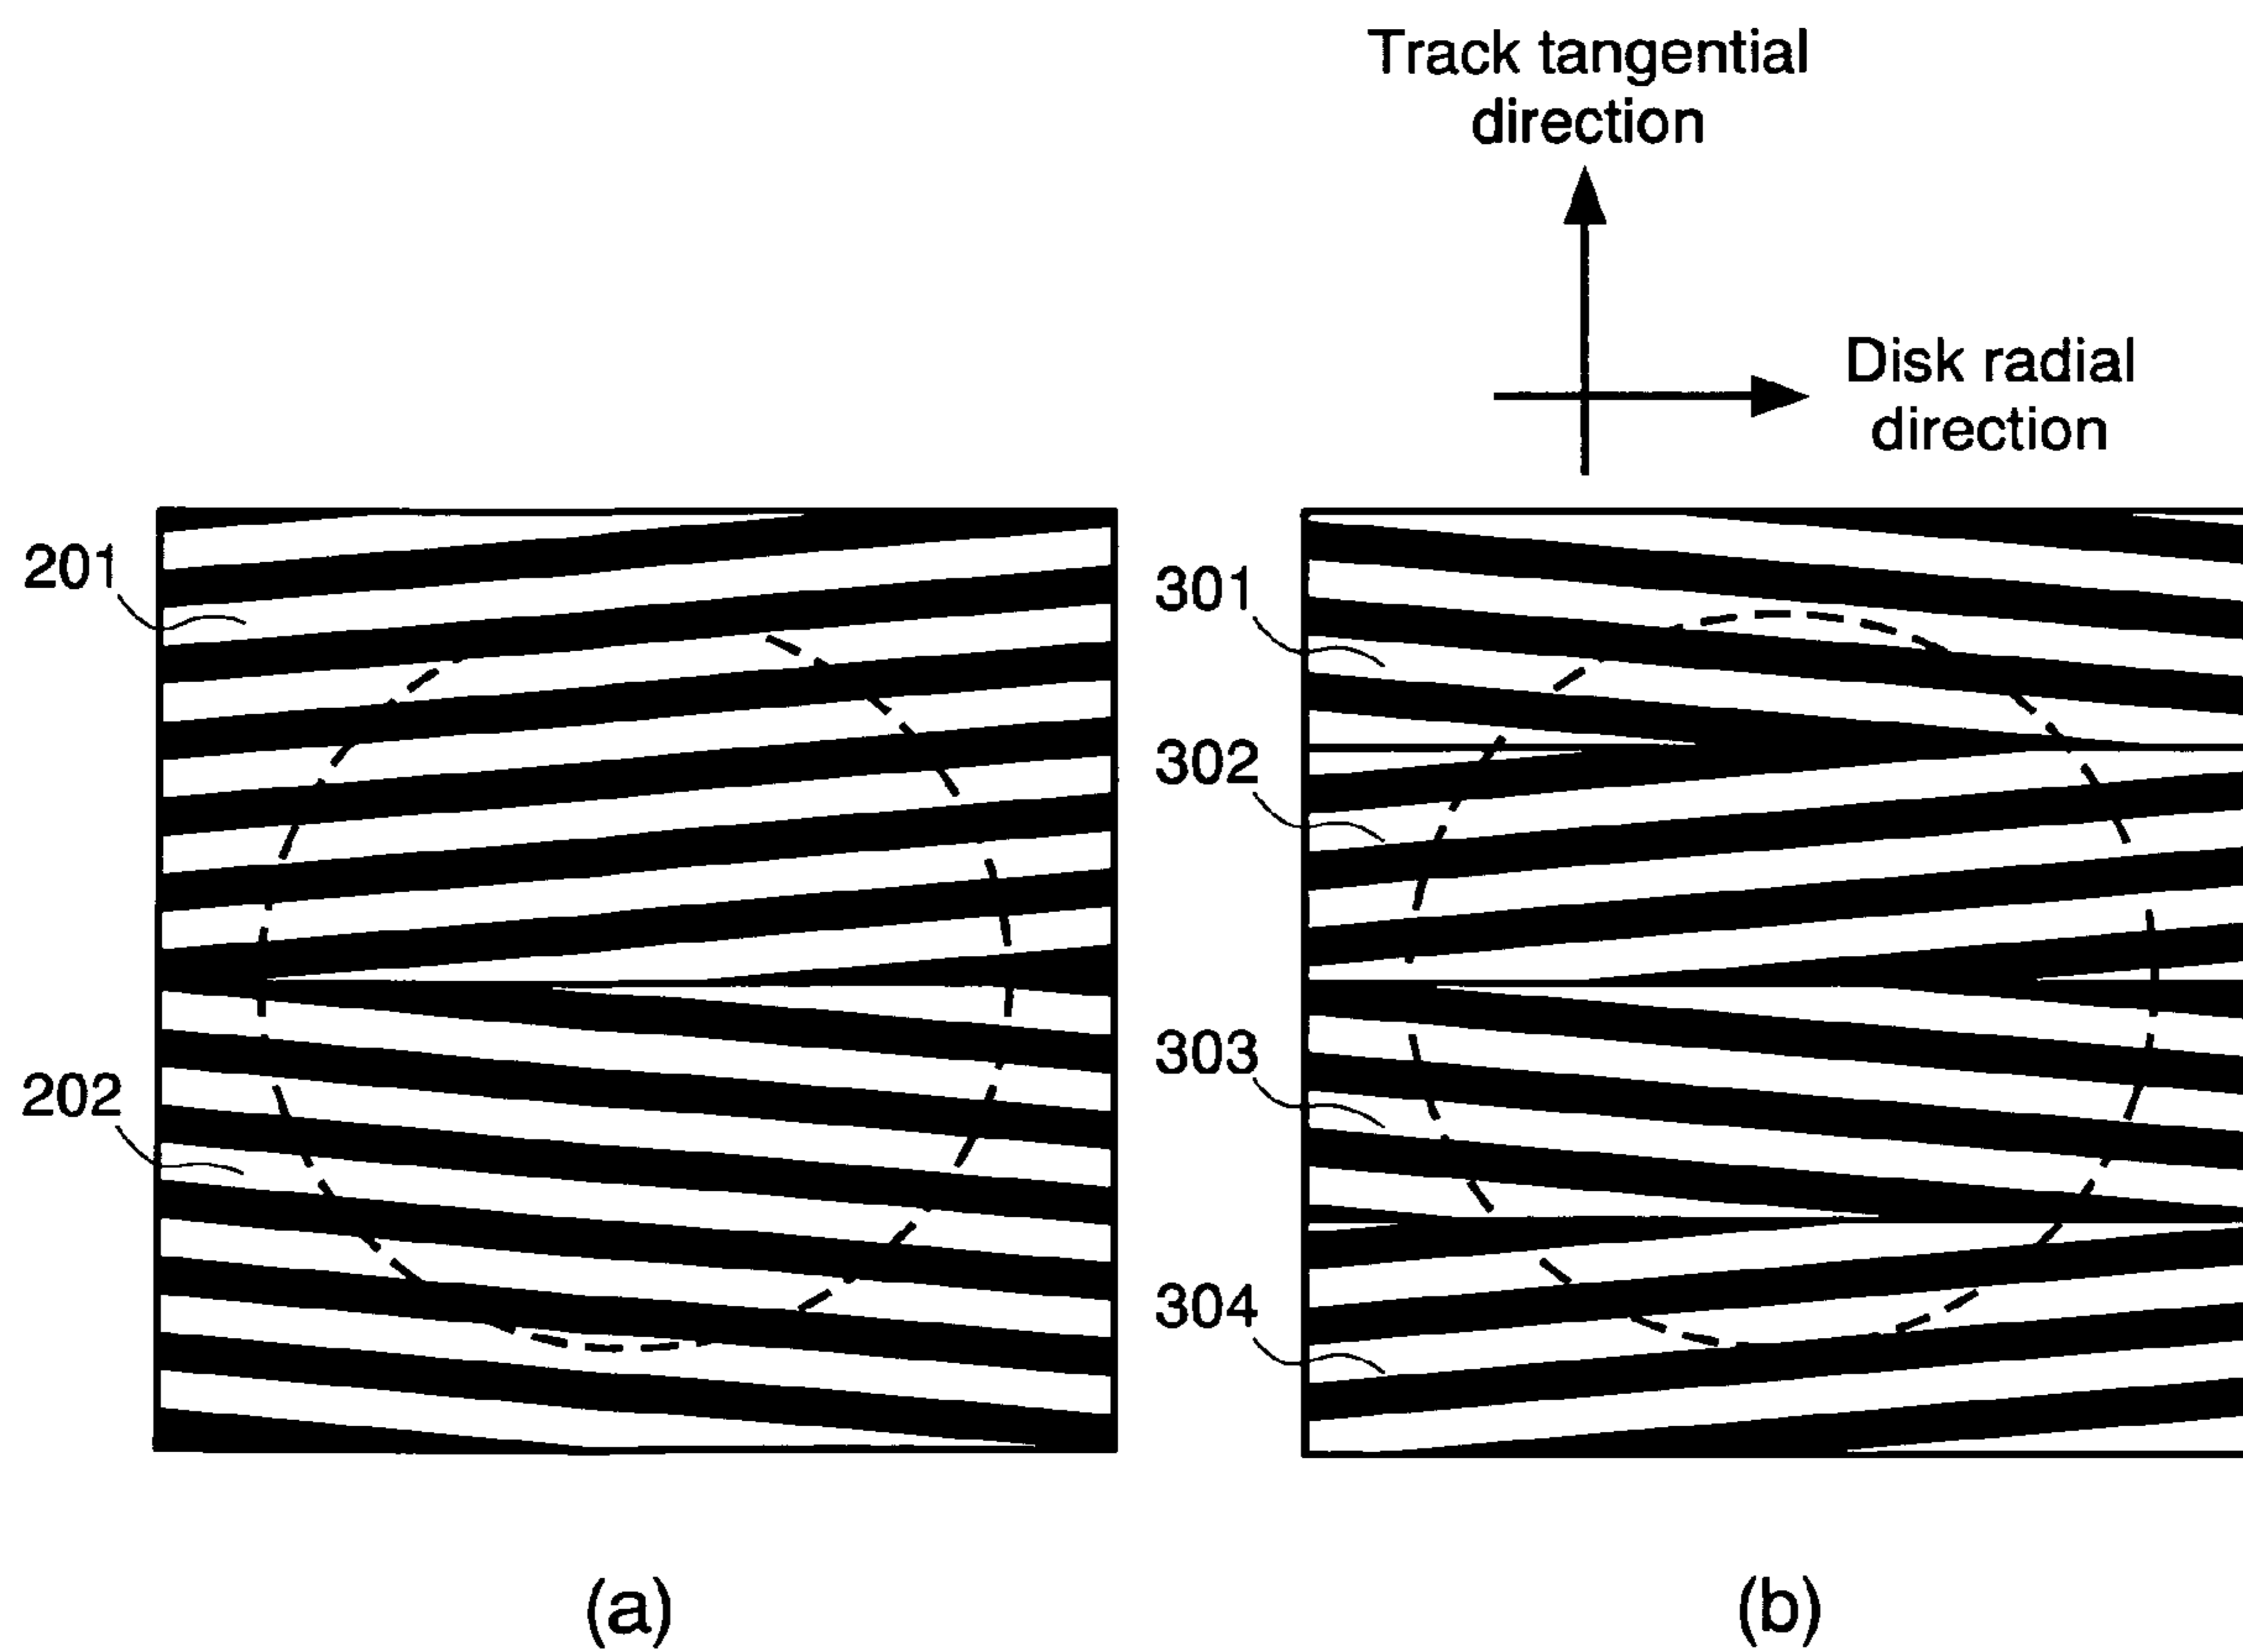 Track tangential
direction
Disk radial
direction
201
202
301
302
303
304
(a)
(b)